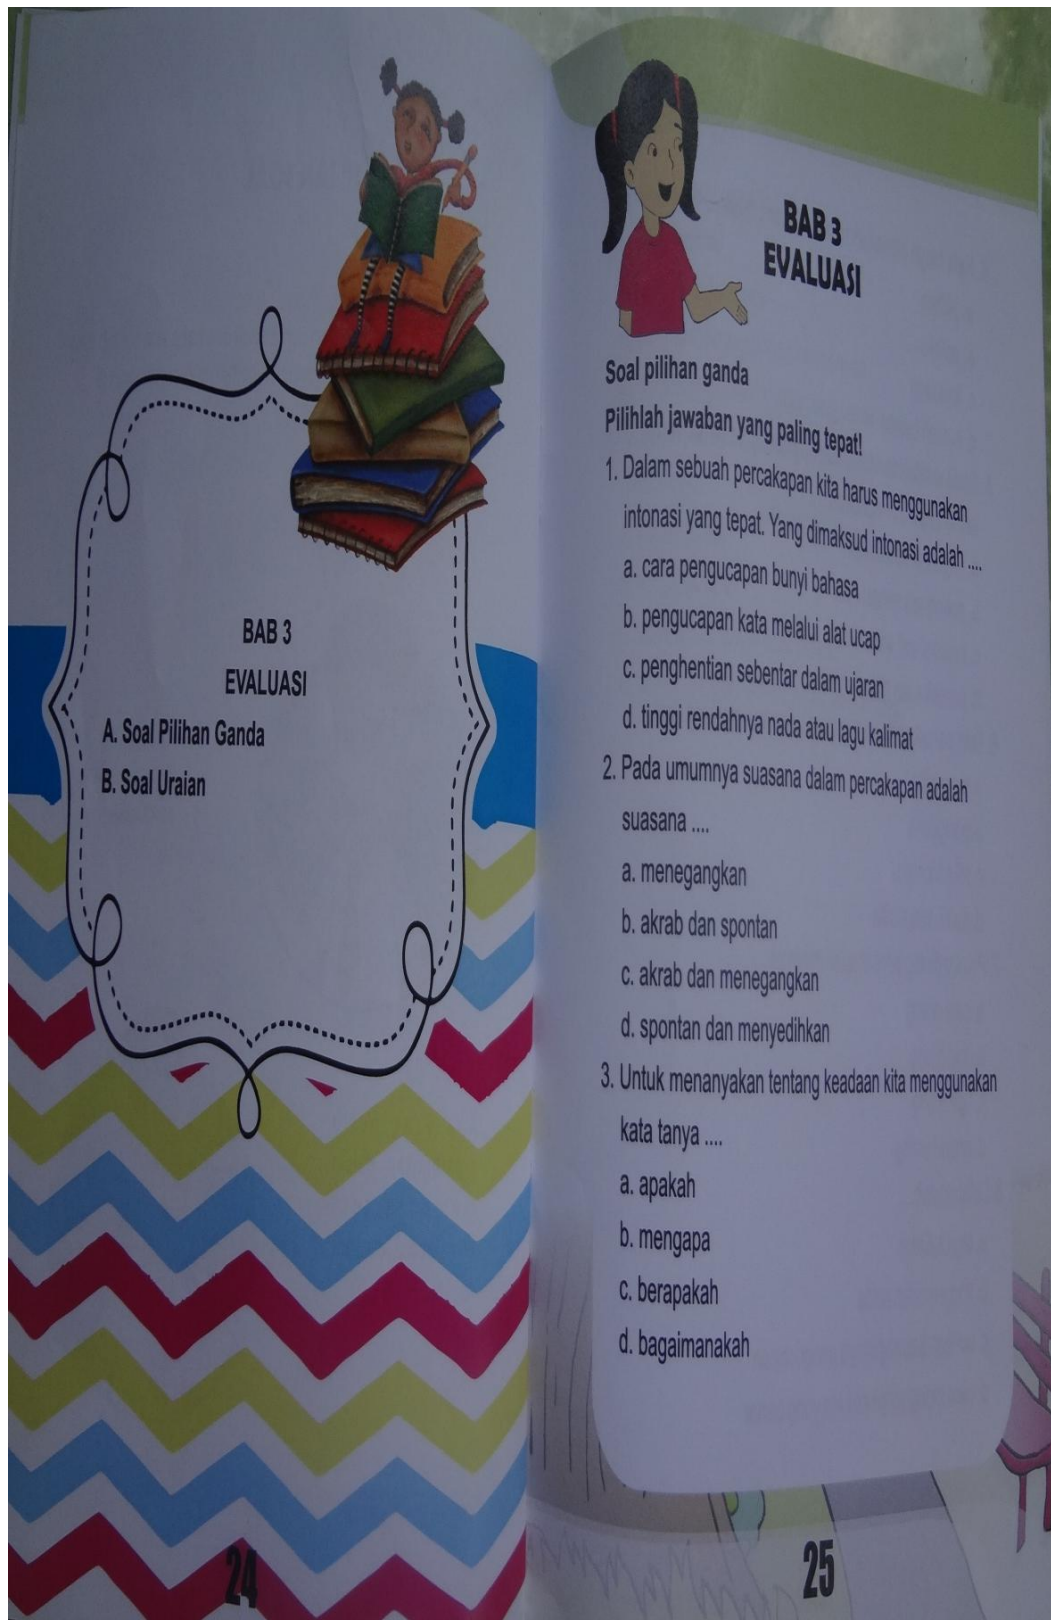 BAB 3
EVALUASI
A. Soal Pilihan Ganda
B. Soal Uraian
24
BAB 3
EVALUASI
Soal pilihan ganda
Pilihlah jawaban yang paling tepat!
1. Dalam sebuah percakapan kita harus menggunakan
intonasi yang tepat. Yang dimaksud intonasi adalah ....
a. cara pengucapan bunyi bahasa
b. pengucapan kata melalui alat ucap
c. penghentian sebentar dalam ujaran
d. tinggi rendahnya nada atau lagu kalimat
2. Pada umumnya suasana dalam percakapan adalah
suasana ....
a. menegangkan
b. akrab dan spontan
c. akrab dan menegangkan
d. spontan dan menyedihkan
3. Untuk menanyakan tentang keadaan kita menggunakan
kata tanya ....
a. apakah
b. mengapa
c. berapakah
d. bagaimanakah
25